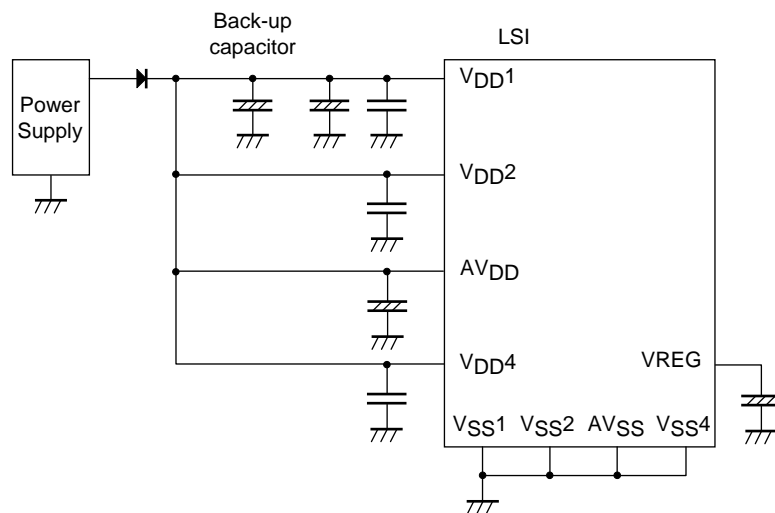 Back-up
capacitor
LSI
Power
Supply
VDD1
VDD2
AVDD
VDD4
VREG
VSS1 VSS2 AVSS VSS4